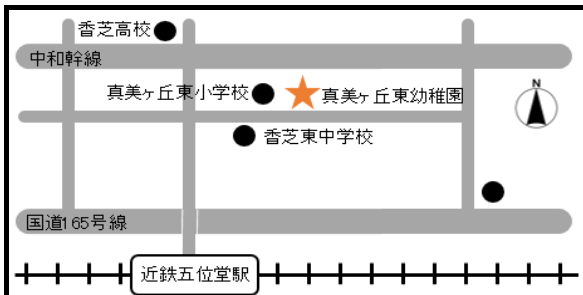 香芝高校
中和幹線
真美ヶ丘東小学校
真美ヶ丘東幼稚園
N
香芝東中学校
国道165号線
近鉄五位堂駅